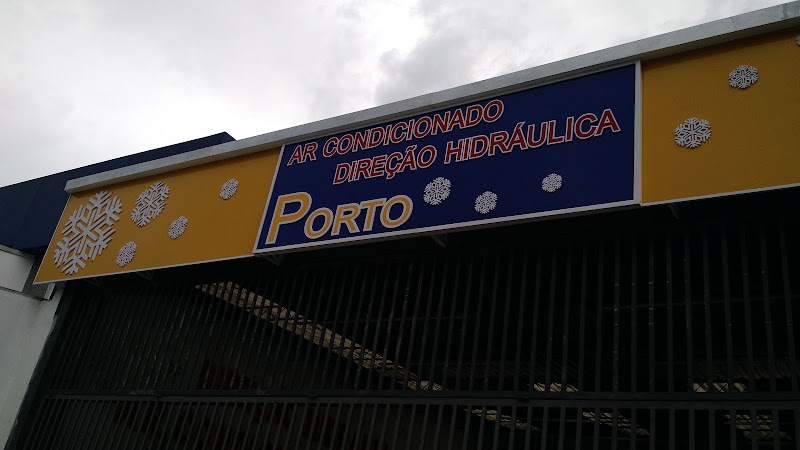 AR CONDICIONADO
DIREÇÃO HIDRÁULICA
PORTO